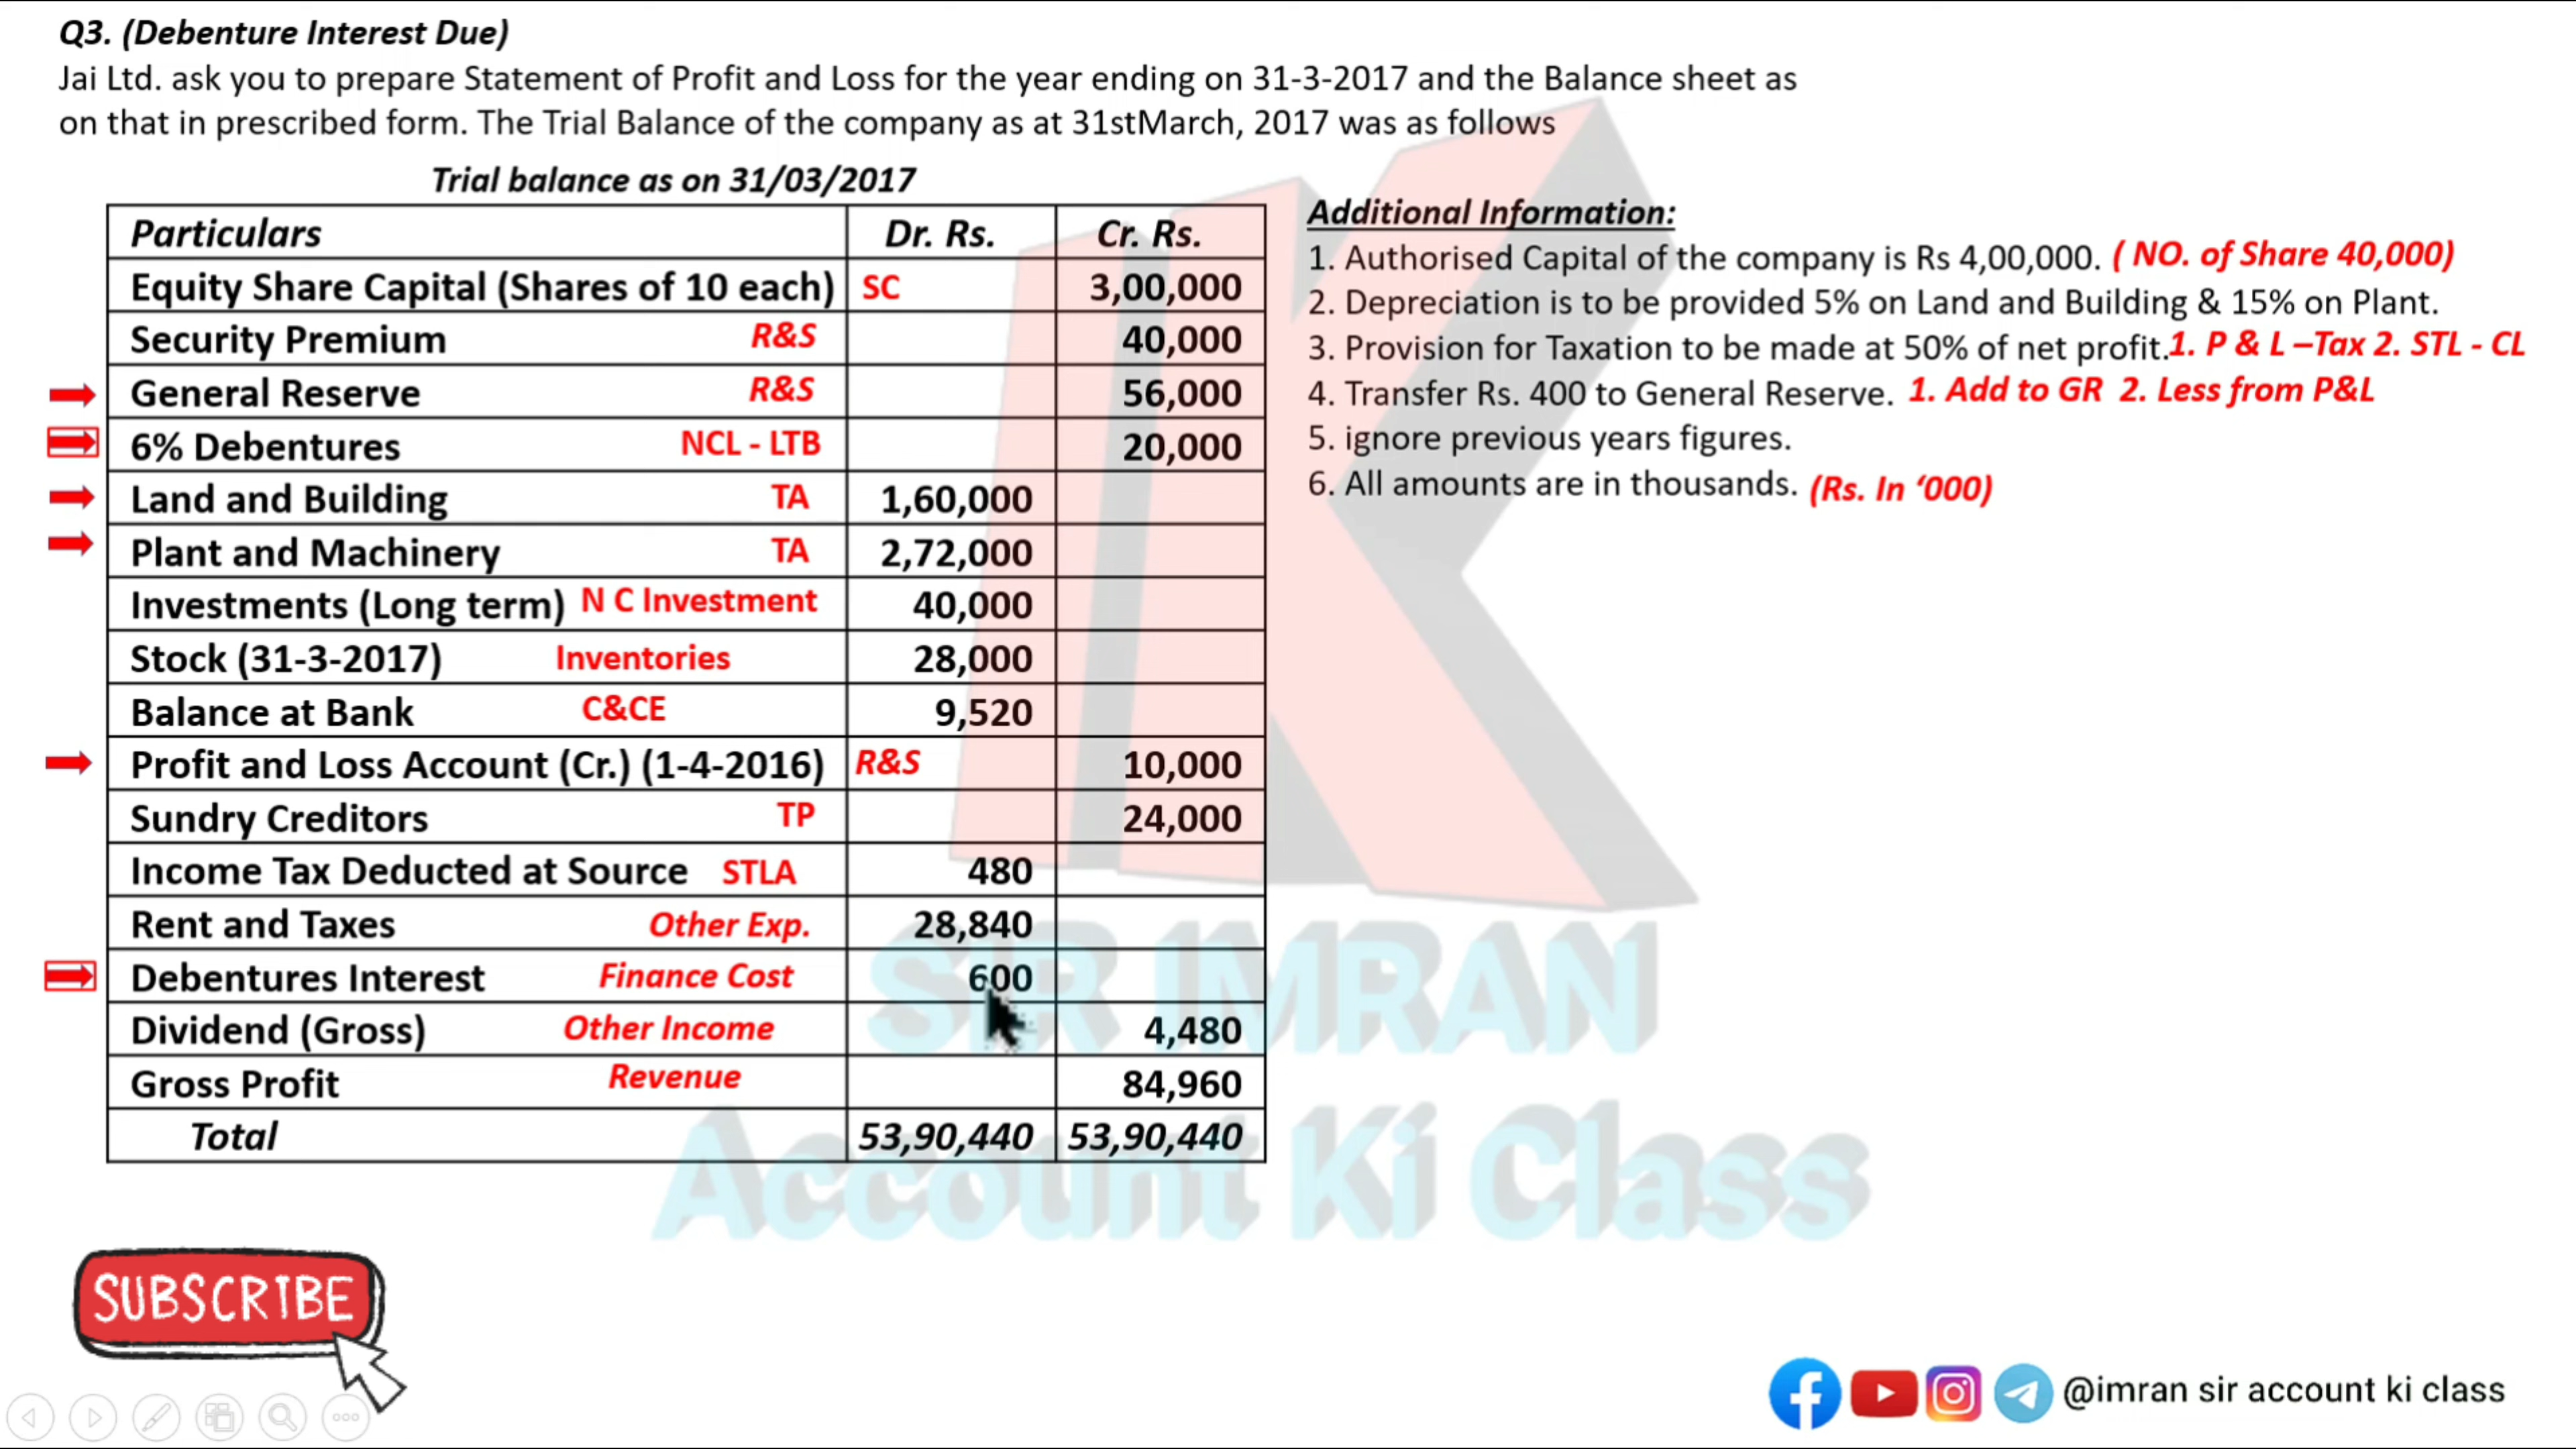 Q3. (Debenture Interest Due)
Jai Ltd. ask you to prepare Statement of Profit and Loss for the year ending on 31-3-2017 and the Balance sheet as
on that in prescribed form. The Trial Balance of the company as at 31stMarch, 2017 was as follows
Trial balance as on 31/03/2017
Particulars Dr. Rs. Cr. Rs.
Equity Share Capital (Shares of 10 each) SC 3,00,000
Security Premium R&S 40,000
General Reserve R&S 56,000
6% Debentures NCL - LTB 20,000
Land and Building TA 1,60,000
Plant and Machinery TA 2,72,000
Investments (Long term) N C Investment 40,000
Stock (31-3-2017) Inventories 28,000
Balance at Bank C&CE 9,520
Profit and Loss Account (Cr.) (1-4-2016) R&S 10,000
Sundry Creditors TP 24,000
Income Tax Deducted at Source STLA 480
Rent and Taxes Other Exp. 28,840
Debentures Interest Finance Cost 600
Dividend (Gross) Other Income 4,480
Gross Profit Revenue 84,960
Total 53,90,440 53,90,440
Additional Information:
1. Authorised Capital of the company is Rs 4,00,000. ( NO. of Share 40,000)
2. Depreciation is to be provided 5% on Land and Building & 15% on Plant.
3. Provision for Taxation to be made at 50% of net profit.1. P & L –Tax 2. STL - CL
4. Transfer Rs. 400 to General Reserve. 1. Add to GR 2. Less from P&L
5. ignore previous years figures.
6. All amounts are in thousands. (Rs. In ‘000)
SIR IMRAN
Account Ki Class
SUBSCRIBE
@imran sir account ki class